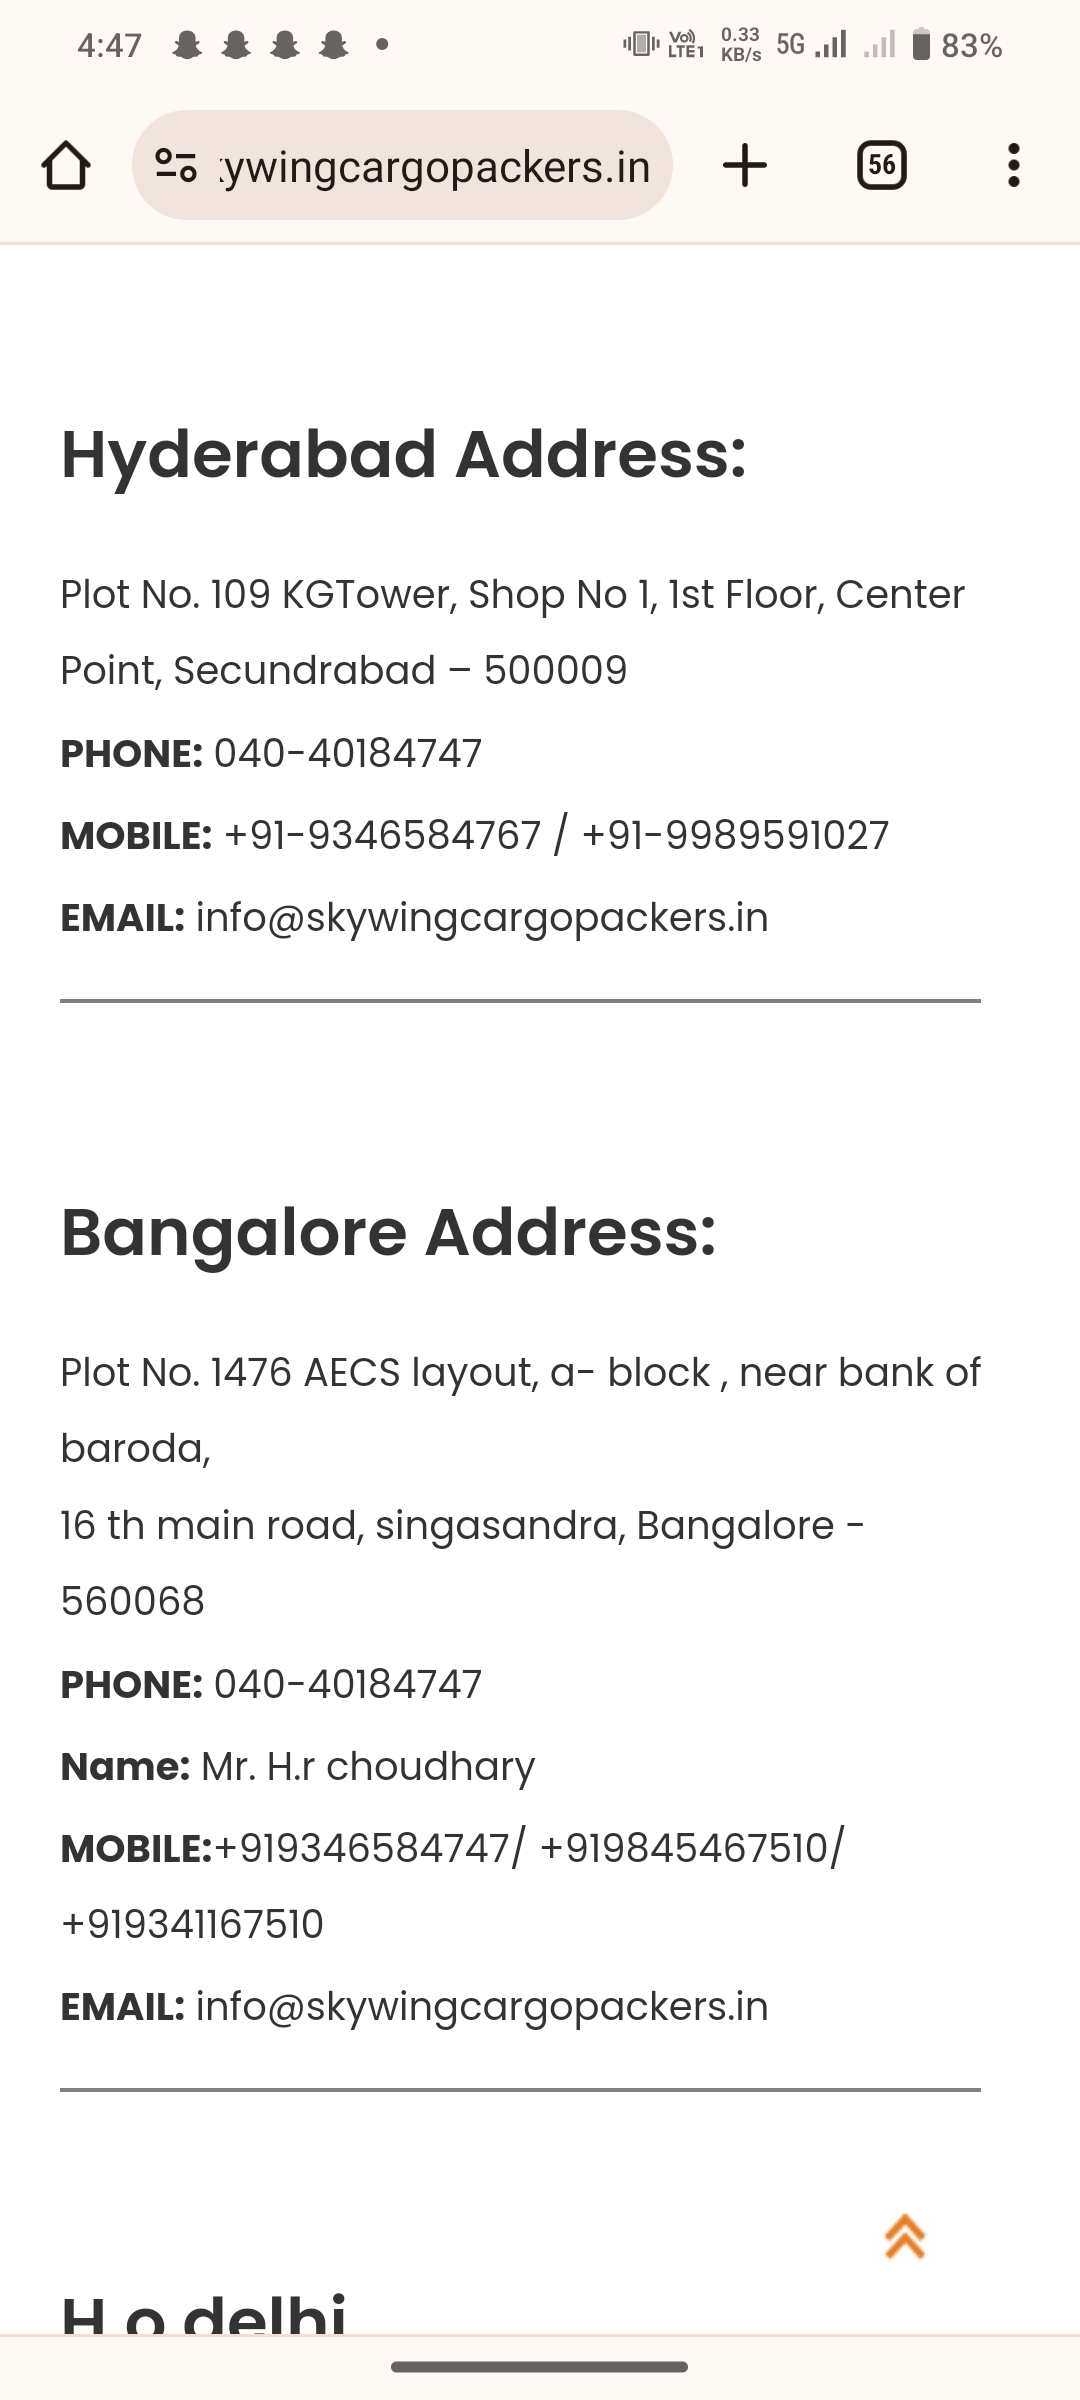 4:47
Vo)) LTE1
0.33 KB/s
5G
83%
ywingcargopackers.in
56
Hyderabad Address:
Plot No. 109 KGTower, Shop No 1, 1st Floor, Center
Point, Secundrabad – 500009
PHONE: 040-40184747
MOBILE: +91-9346584767 / +91-9989591027
EMAIL: info@skywingcargopackers.in
Bangalore Address:
Plot No. 1476 AECS layout, a- block , near bank of
baroda,
16 th main road, singasandra, Bangalore -
560068
PHONE: 040-40184747
Name: Mr. H.r choudhary
MOBILE:+919346584747/ +919845467510/
+919341167510
EMAIL: info@skywingcargopackers.in
H o delhi